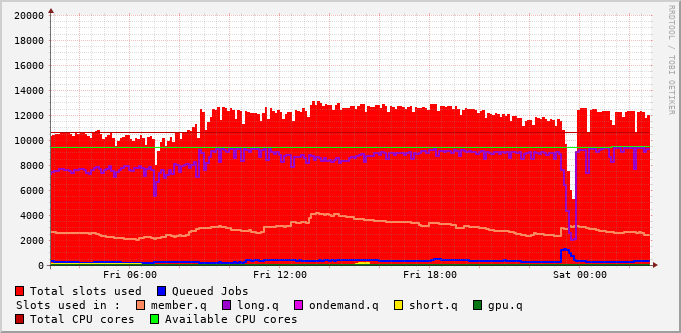 RRDTOOL / TOBI OETIKER
20000
18000
16000
14000
12000
10000
8000
6000
4000
2000
0
Fri 06:00 Fri 12:00 Fri 18:00 Sat 00:00
Total slots used Queued Jobs
Slots used in : member.q long.q ondemand.q short.q gpu.q
Total CPU cores Available CPU cores